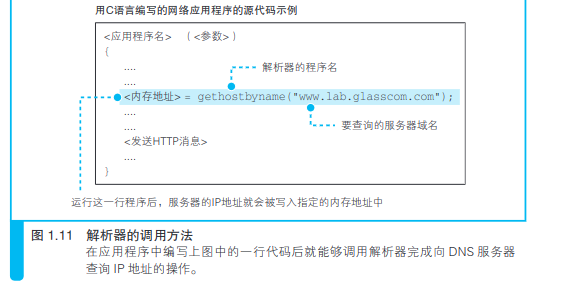 用C语言编写的网络应用程序的源代码示例
<应用程序名> (<参数>)
{
....
解析器的程序名
....
<内存地址> = gethostbyname("www.lab.glasscom.com");
....
要查询的服务器域名
....
<发送HTTP消息>
....
}
运行这一行程序后，服务器的IP地址就会被写入指定的内存地址中
图 1.11 解析器的调用方法
在应用程序中编写上图中的一行代码后就能够调用解析器完成向 DNS 服务器
查询 IP 地址的操作。